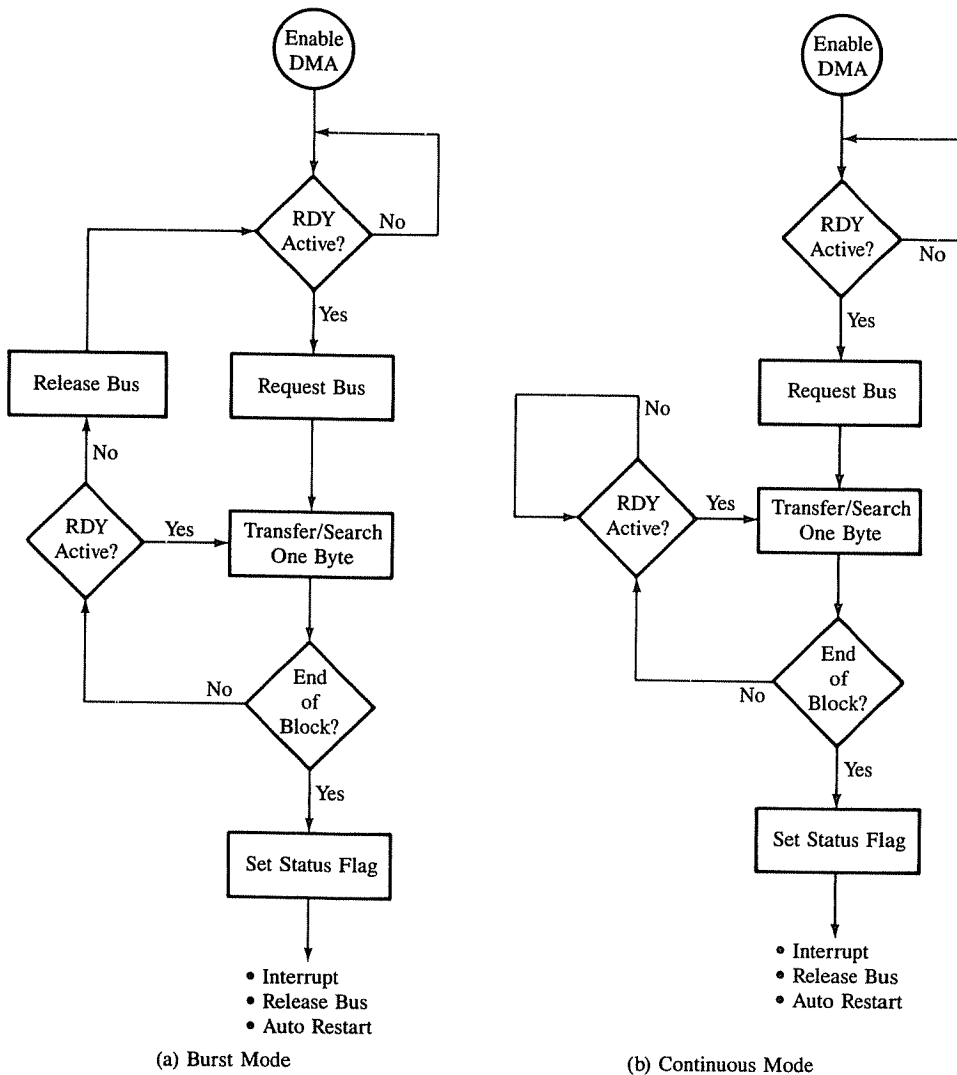 Enable
DMA
RDY
Active?
No
Yes
Release Bus
Request Bus
No
RDY
Active?
Yes
Transfer/Search
One Byte
No
End
of
Block?
Yes
Set Status Flag
• Interrupt
• Release Bus
• Auto Restart
(a) Burst Mode
Enable
DMA
RDY
Active?
No
Yes
Request Bus
No
RDY
Active?
Yes
Transfer/Search
One Byte
No
End
of
Block?
Yes
Set Status Flag
• Interrupt
• Release Bus
• Auto Restart
(b) Continuous Mode